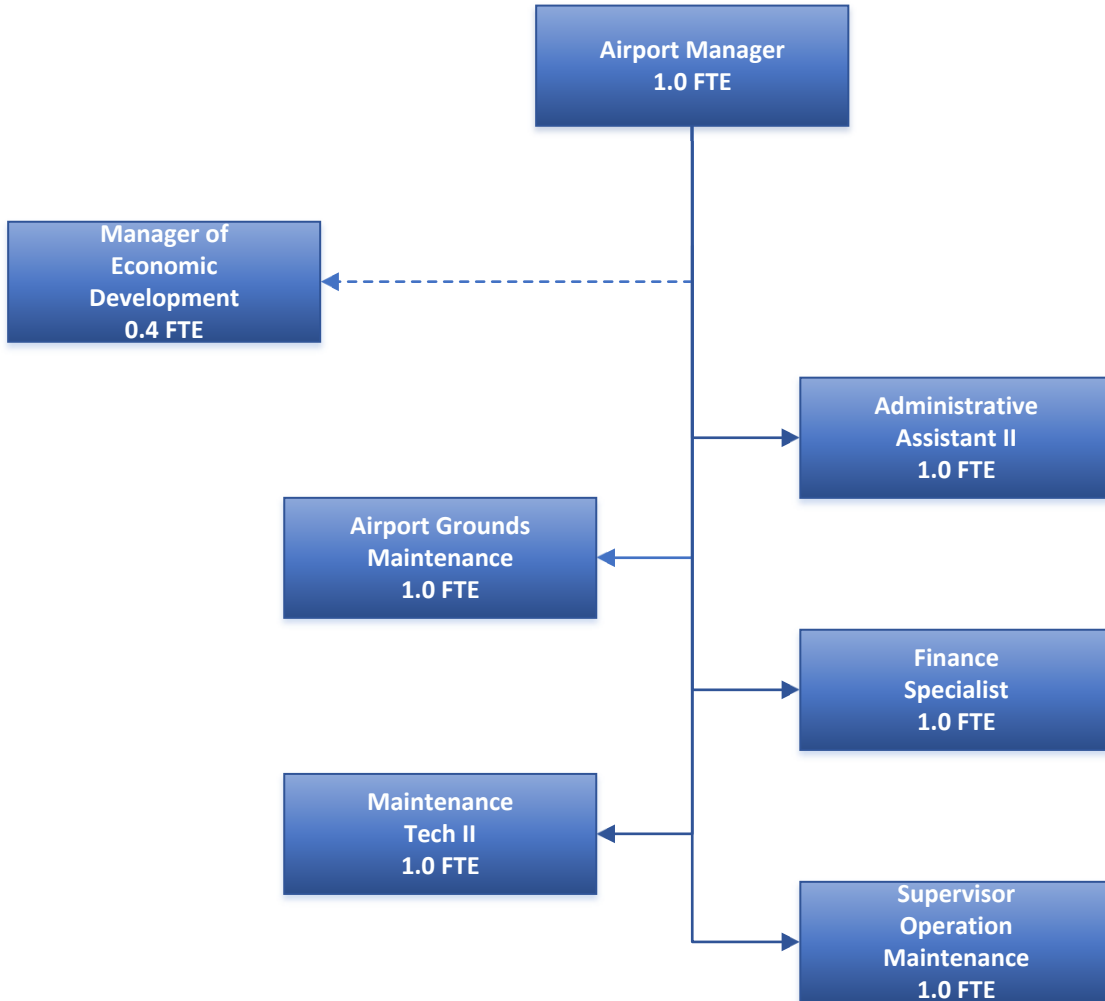 Airport Manager
1.0 FTE
Manager of
Economic
Development
0.4 FTE
Administrative
Assistant II
1.0 FTE
Airport Grounds
Maintenance
1.0 FTE
Finance
Specialist
1.0 FTE
Maintenance
Tech II
1.0 FTE
Supervisor
Operation
Maintenance
1.0 FTE